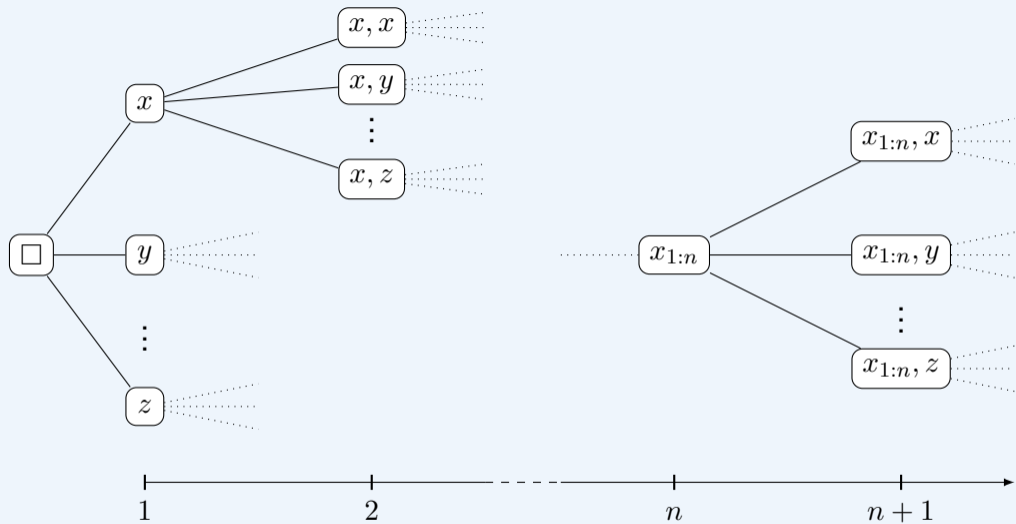 x, x
x, y
x
⋮
x_{1:n}, x
x, z
□
y
x_{1:n}
x_{1:n}, y
⋮
⋮
x_{1:n}, z
z
1
2
n
n + 1